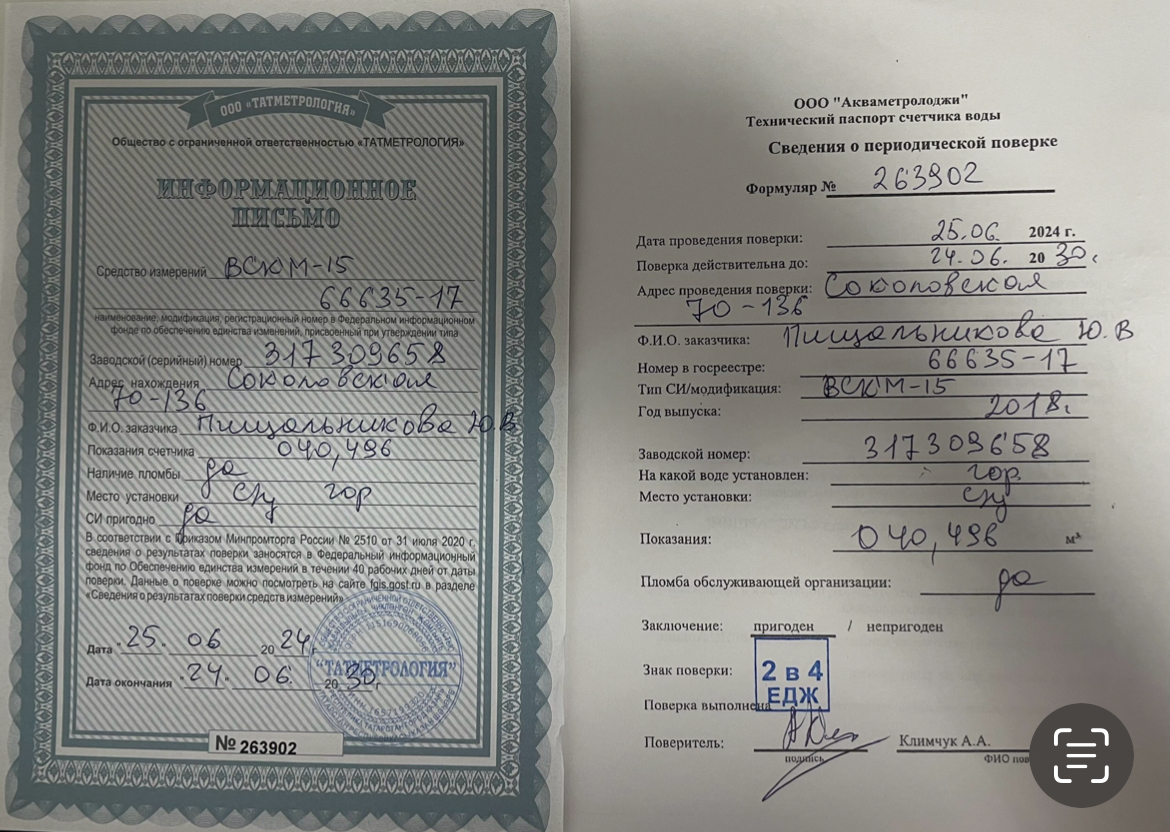 ООО «ТАТМЕТРОЛОГИЯ»
Общество с ограниченной ответственностью «ТАТМЕТРОЛОГИЯ»
ИНФОРМАЦИОННОЕ
ПИСЬМО
Средство измерений ВСКМ-15
66635-17
наименование, модификация, регистрационный номер в Федеральном информационном
фонде по обеспечению единства изменений, присвоенный при утверждении типа
Заводской (серийный) номер 317309658
Адрес нахождения Соколовская
70-136
Ф.И.О. заказчика Пищальникова Ю.В
Показания счетчика 040,496
Наличие пломбы да
Место установки с/у гор
СИ пригодно да
В соответствии с Приказом Минпромторга России № 2510 от 31 июля 2020 г.
сведения о результатах поверки заносятся в Федеральный информационный
фонд по Обеспечению единства измерений в течении 40 рабочих дней от даты
поверки. Данные о поверке можно посмотреть на сайте fgis.gost.ru в разделе
«Сведения о результатах поверки средств измерений»
Дата "25" 06 2024г
Дата окончания "24" 06 2030г
"ТАТМЕТРОЛОГИЯ"
№ 263902
ООО "Акваметролоджи"
Технический паспорт счетчика воды
Сведения о периодической поверке
Формуляр № 263902
Дата проведения поверки: 25.06. 2024 г.
Поверка действительна до: 24.06. 2030.
Адрес проведения поверки: Соколовская
70-136
Ф.И.О. заказчика: Пищальникова Ю.В
Номер в госреестре: 66635-17
Тип СИ/модификация: ВСКМ-15
Год выпуска: 2018г.
Заводской номер: 317309658
На какой воде установлен: гор.
Место установки: с/у
Показания: 040,496 м³
Пломба обслуживающей организации: да
Заключение: пригоден / непригоден
Знак поверки: 2 в 4
ЕДЖ
Поверка выполнена
Поверитель: Климчук А.А.
подпись ФИО пов